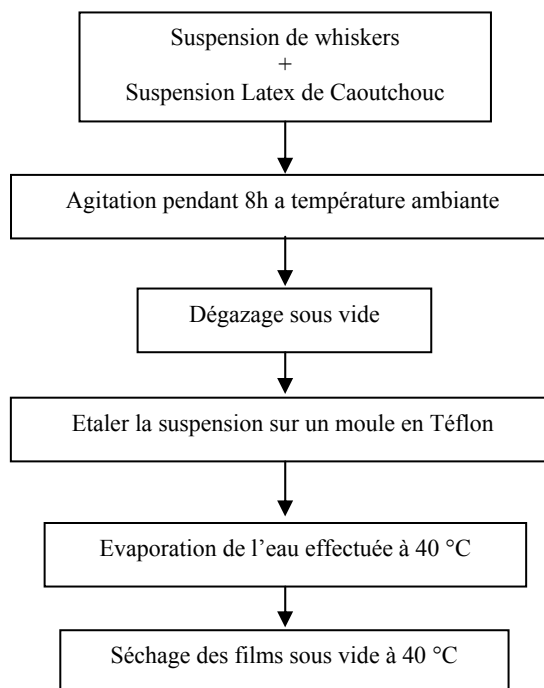 Suspension de whiskers
+
Suspension Latex de Caoutchouc
Agitation pendant 8h a température ambiante
Dégazage sous vide
Etaler la suspension sur un moule en Téflon
Evaporation de l’eau effectuée à 40 °C
Séchage des films sous vide à 40 °C